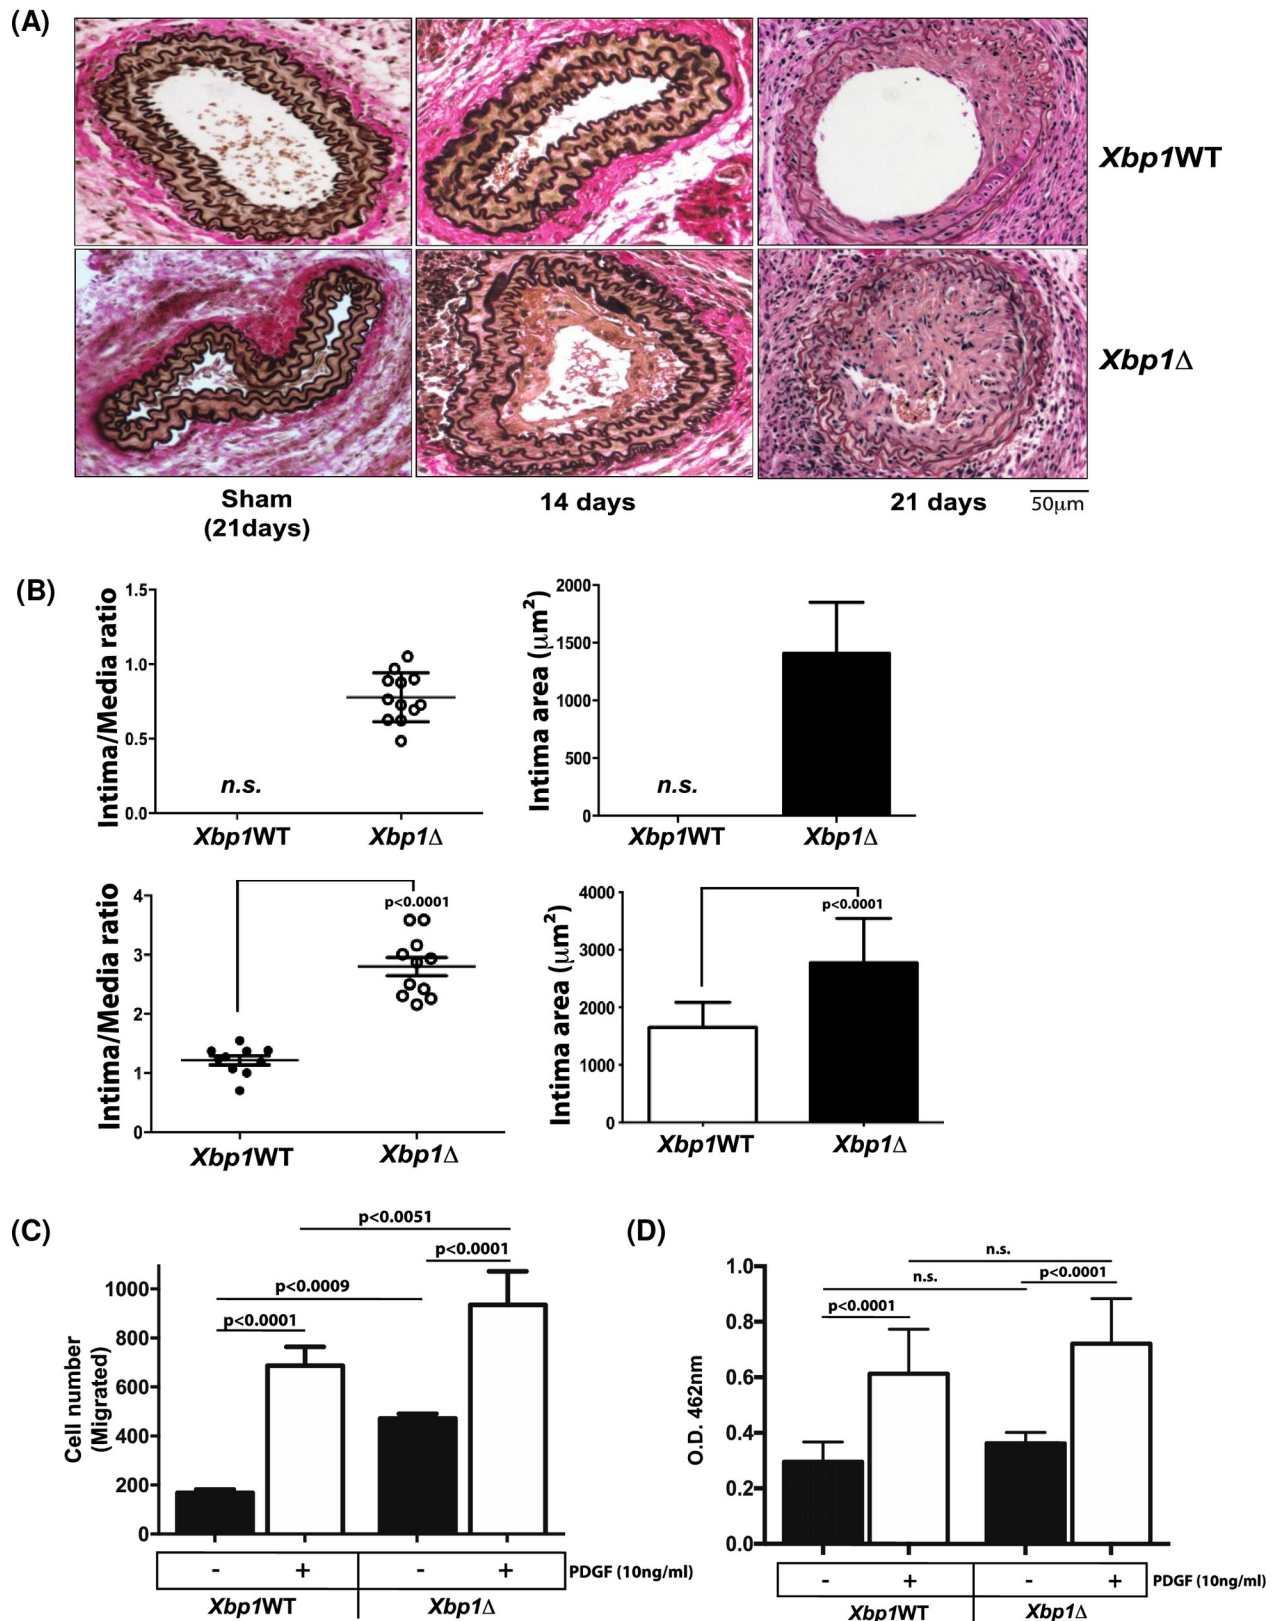 (A)
Xbp1WT
Xbp1Δ
Sham
(21days)
14 days
21 days
50μm
(B)
Intima/Media ratio
1.5
1.0
0.5
0.0
n.s.
Xbp1WT
Xbp1Δ
Intima area (μm²)
2000
1500
1000
500
0
n.s.
Xbp1WT
Xbp1Δ
Intima/Media ratio
4
3
2
1
0
p<0.0001
Xbp1WT
Xbp1Δ
Intima area (μm²)
4000
3000
2000
1000
0
p<0.0001
Xbp1WT
Xbp1Δ
(C)
Cell number
(Migrated)
1000
800
600
400
200
0
p<0.0051
p<0.0001
p<0.0009
p<0.0001
- + - + PDGF (10ng/ml)
Xbp1WT Xbp1Δ
(D)
O.D. 462nm
1.0
0.8
0.6
0.4
0.2
0.0
n.s.
n.s.
p<0.0001
p<0.0001
- + - + PDGF (10ng/ml)
Xbp1WT Xbp1Δ